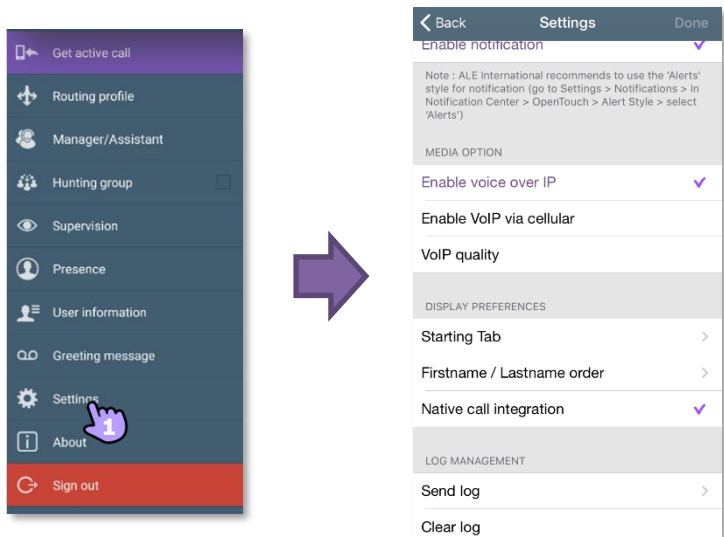 Get active call
Routing profile
Manager/Assistant
Hunting group
Supervision
Presence
User information
Greeting message
Settings
1
About
Sign out
Back Settings Done
Enable notification
Note : ALE International recommends to use the 'Alerts'
style for notification (go to Settings > Notifications > In
Notification Center > OpenTouch > Alert Style > select
'Alerts')
MEDIA OPTION
Enable voice over IP
Enable VoIP via cellular
VoIP quality
DISPLAY PREFERENCES
Starting Tab
Firstname / Lastname order
Native call integration
LOG MANAGEMENT
Send log
Clear log